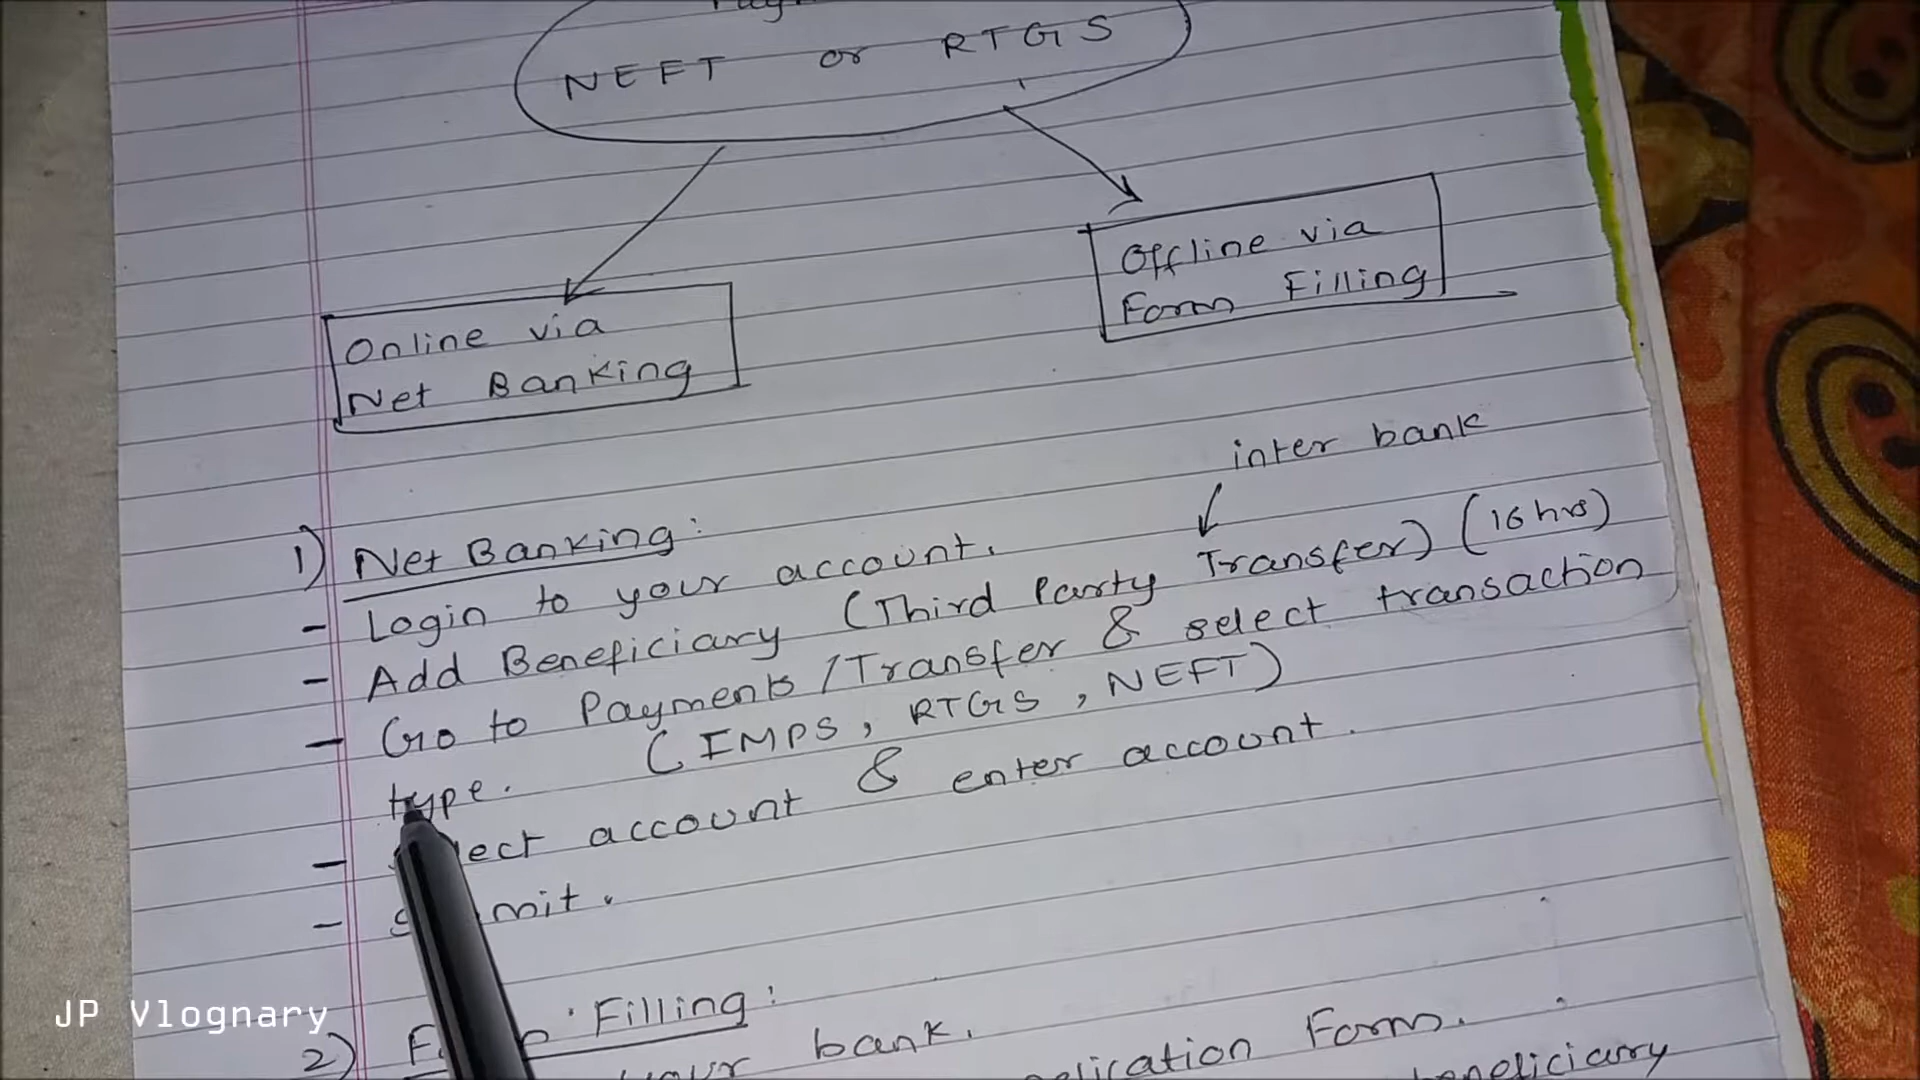 NEFT or RTGS
Online via
Net Banking
Offline via
Form Filling
inter bank
1) Net Banking:
- Login to your account.
- Add Beneficiary (Third Party Transfer) (16 hrs)
- Go to Payments / Transfer & select transaction
type. (IMPS, RTGS, NEFT)
- account & enter account.
-
2) Filling:
your bank.
Form.
beneficiary
JP Vlognary